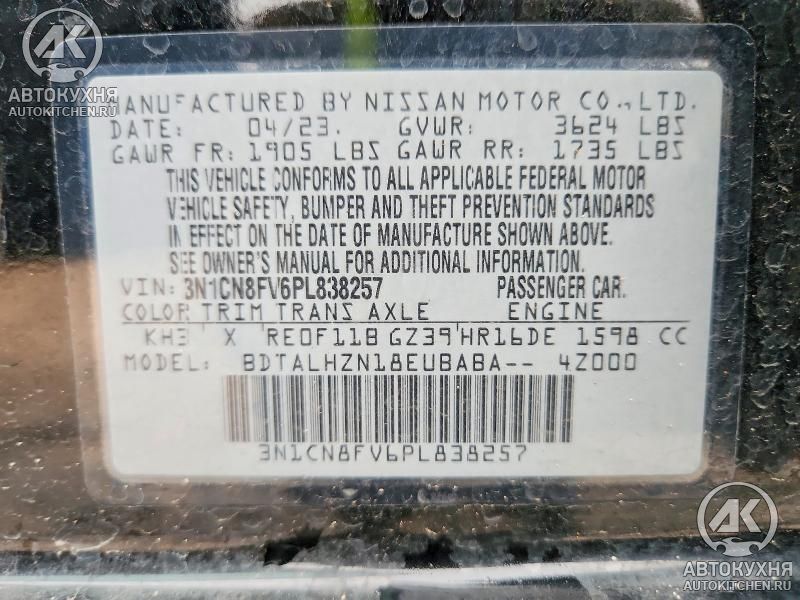 AK
АВТОКУХНЯ
AUTOKITCHEN.RU
MANUFACTURED BY NISSAN MOTOR CO., LTD.
DATE: 04/23. GVWR: 3624 LBS
GAWR FR: 1905 LBS GAWR RR: 1735 LBS
THIS VEHICLE CONFORMS TO ALL APPLICABLE FEDERAL MOTOR
VEHICLE SAFETY, BUMPER AND THEFT PREVENTION STANDARDS
IN EFFECT ON THE DATE OF MANUFACTURE SHOWN ABOVE.
SEE OWNER'S MANUAL FOR ADDITIONAL INFORMATION.
VIN: 3N1CN8FV6PL838257 PASSENGER CAR.
COLOR TRIM TRANS AXLE ENGINE
KH3 X RE0F11B GZ39 HR16DE 1598 CC
MODEL: BDTALHZN18EUBABA-- 4Z000
3N1CN8FV6PL838257
AK
АВТОКУХНЯ
AUTOKITCHEN.RU